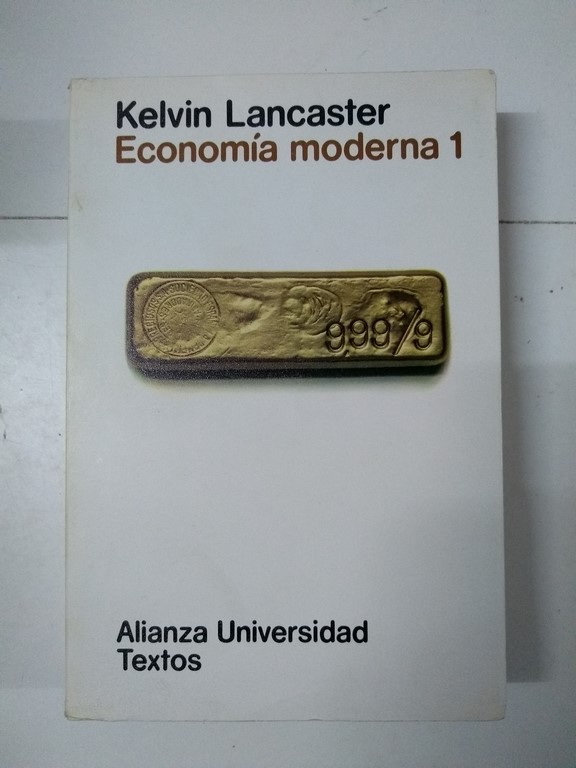 Kelvin Lancaster
Economía moderna 1
999/9
Alianza Universidad
Textos